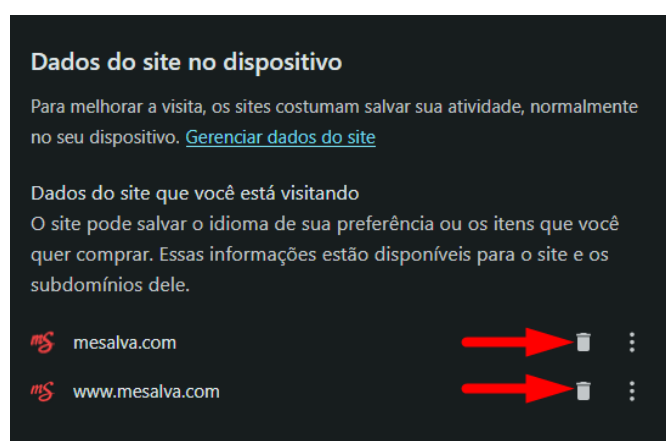 Dados do site no dispositivo
Para melhorar a visita, os sites costumam salvar sua atividade, normalmente
no seu dispositivo. Gerenciar dados do site
Dados do site que você está visitando
O site pode salvar o idioma de sua preferência ou os itens que você
quer comprar. Essas informações estão disponíveis para o site e os
subdomínios dele.
mS mesalva.com
mS www.mesalva.com